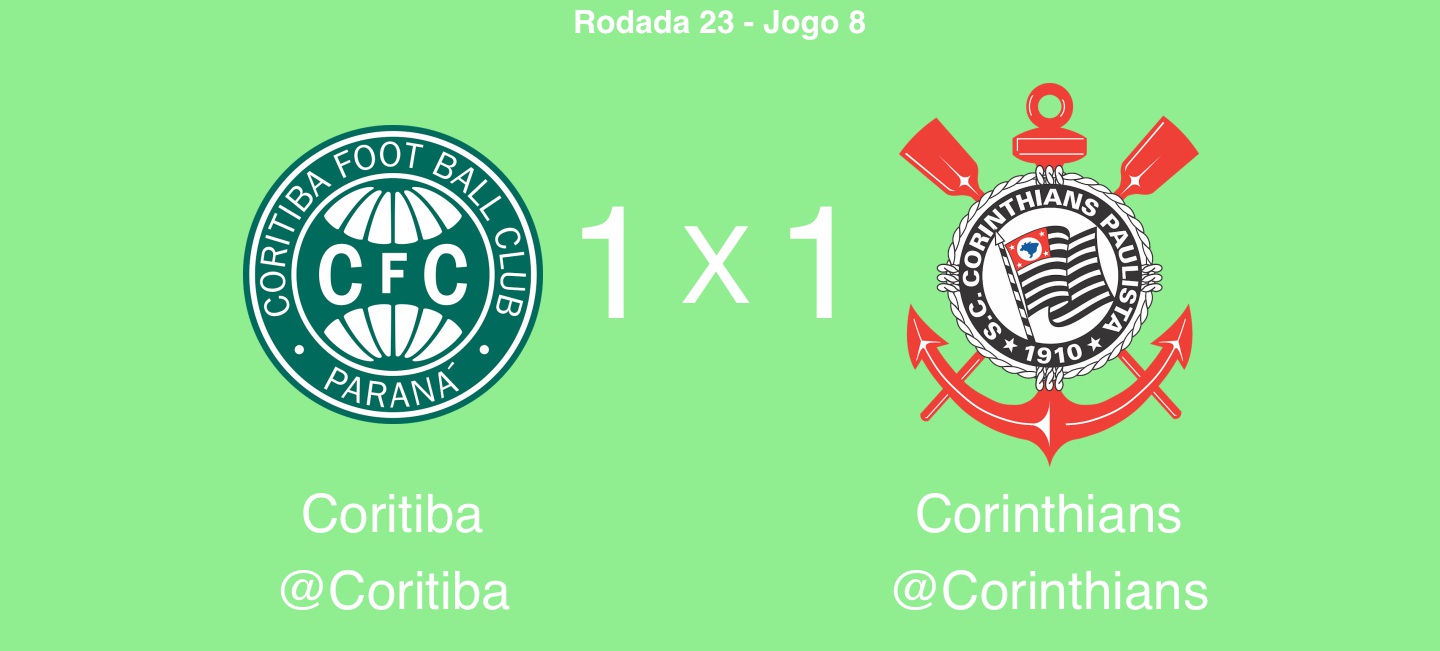 Rodada 23 - Jogo 8
CORITIBA FOOT BALL CLUB
CFC
PARANÁ
1 x 1
S.C. CORINTHIANS PAULISTA
1910
Coritiba
Corinthians
@Coritiba
@Corinthians